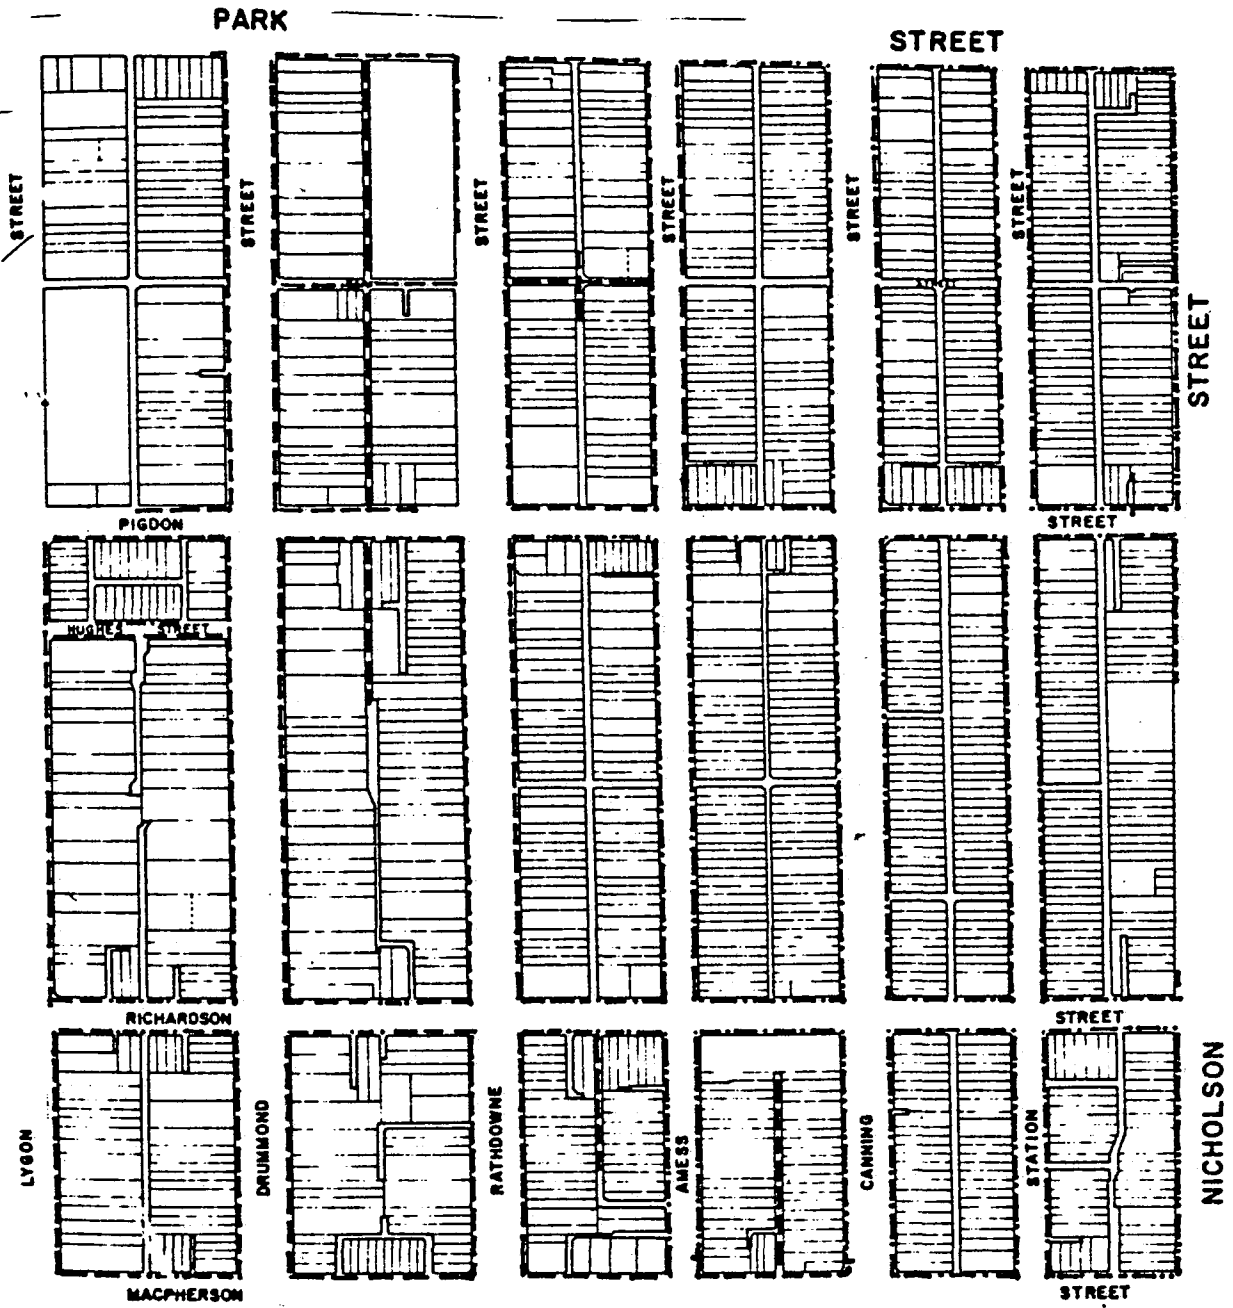 PARK
STREET
STREET
STREET
STREET
STREET
STREET
STREET
STREET
PIGDON
STREET
HUGHES STREET
RICHARDSON
STREET
LYGON
DRUMMOND
RATHDOWNE
AMESS
CANNING
STATION
NICHOLSON
MACPHERSON
STREET